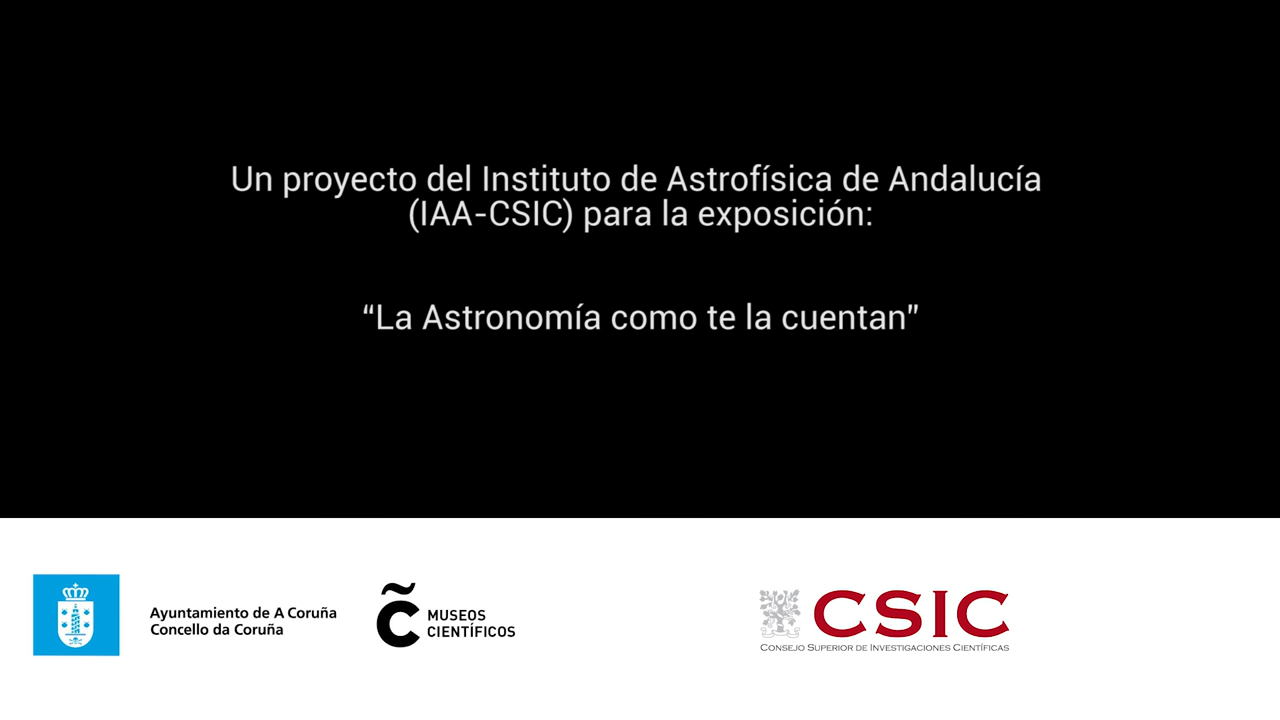 Un proyecto del Instituto de Astrofísica de Andalucía
(IAA-CSIC) para la exposición:
“La Astronomía como te la cuentan”
Ayuntamiento de A Coruña
Concello da Coruña
MUSEOS
CIENTÍFICOS
CSIC
CONSEJO SUPERIOR DE INVESTIGACIONES CIENTÍFICAS